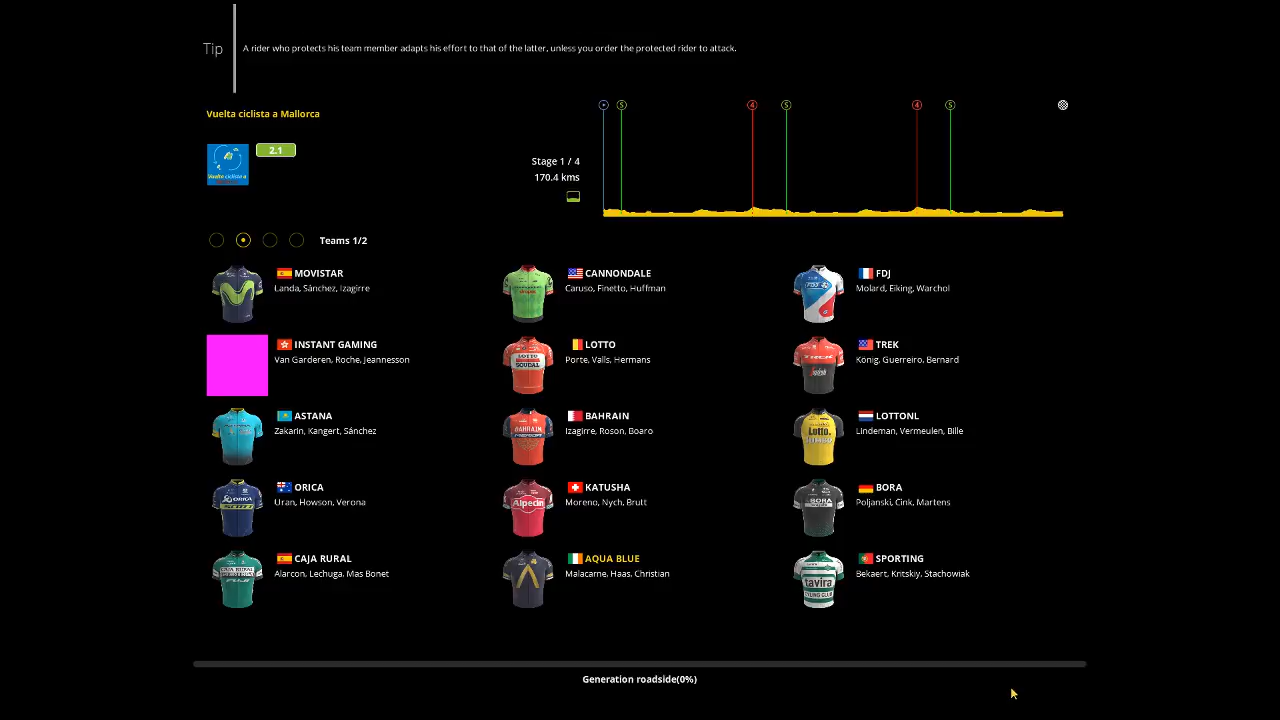 Tip
A rider who protects his team member adapts his effort to that of the latter, unless you order the protected rider to attack.
Vuelta ciclista a Mallorca
2.1
Stage 1 / 4
170.4 kms
S
4
S
4
S
Teams 1/2
MOVISTAR
Landa, Sánchez, Izagirre
CANNONDALE
Caruso, Finetto, Huffman
FDJ
Molard, Elking, Warchol
INSTANT GAMING
Van Garderen, Roche, Jeannesson
LOTTO
Porte, Valls, Hermans
TREK
König, Guerreiro, Bernard
ASTANA
Zakarin, Kangert, Sánchez
BAHRAIN
Izagirre, Roson, Boaro
LOTTONL
Lindeman, Vermeulen, Bille
ORICA
Uran, Howson, Verona
KATUSHA
Moreno, Nych, Brutt
BORA
Poljanski, Cink, Martens
CAJA RURAL
Alarcon, Lechuga, Mas Bonet
AQUA BLUE
Malacarne, Haas, Christian
SPORTING
Bekaert, Kritskiy, Stachowiak
Generation roadside(0%)